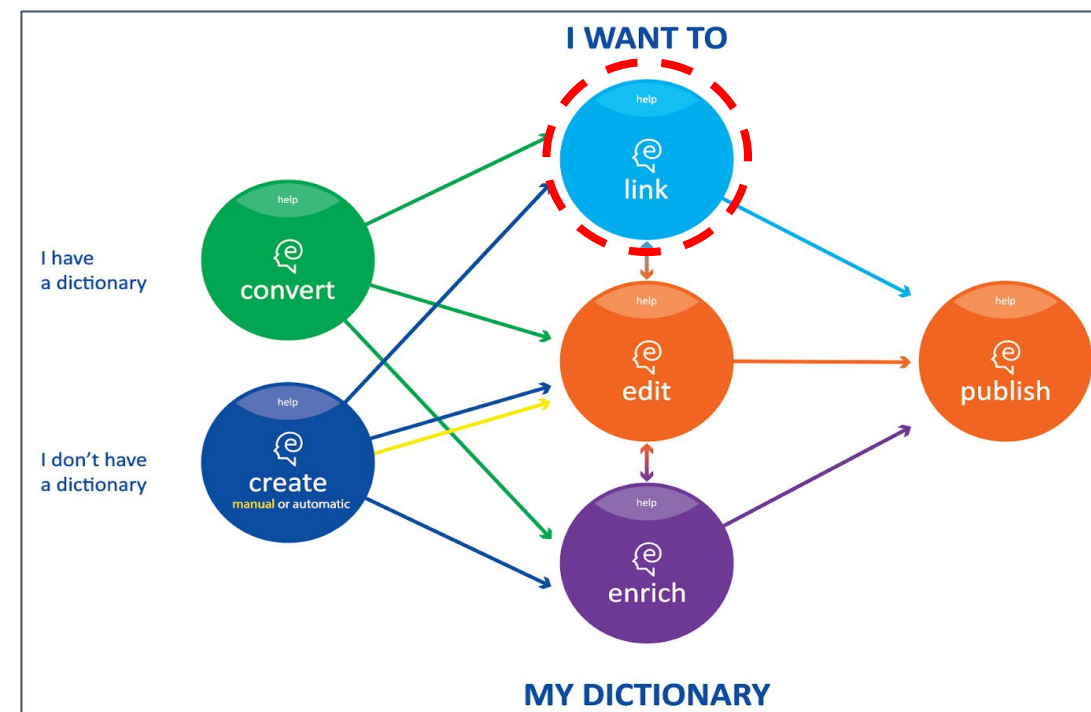 I WANT TO
help
link
I have
a dictionary
help
convert
help
edit
help
publish
I don't have
a dictionary
help
create
manual or automatic
help
enrich
MY DICTIONARY